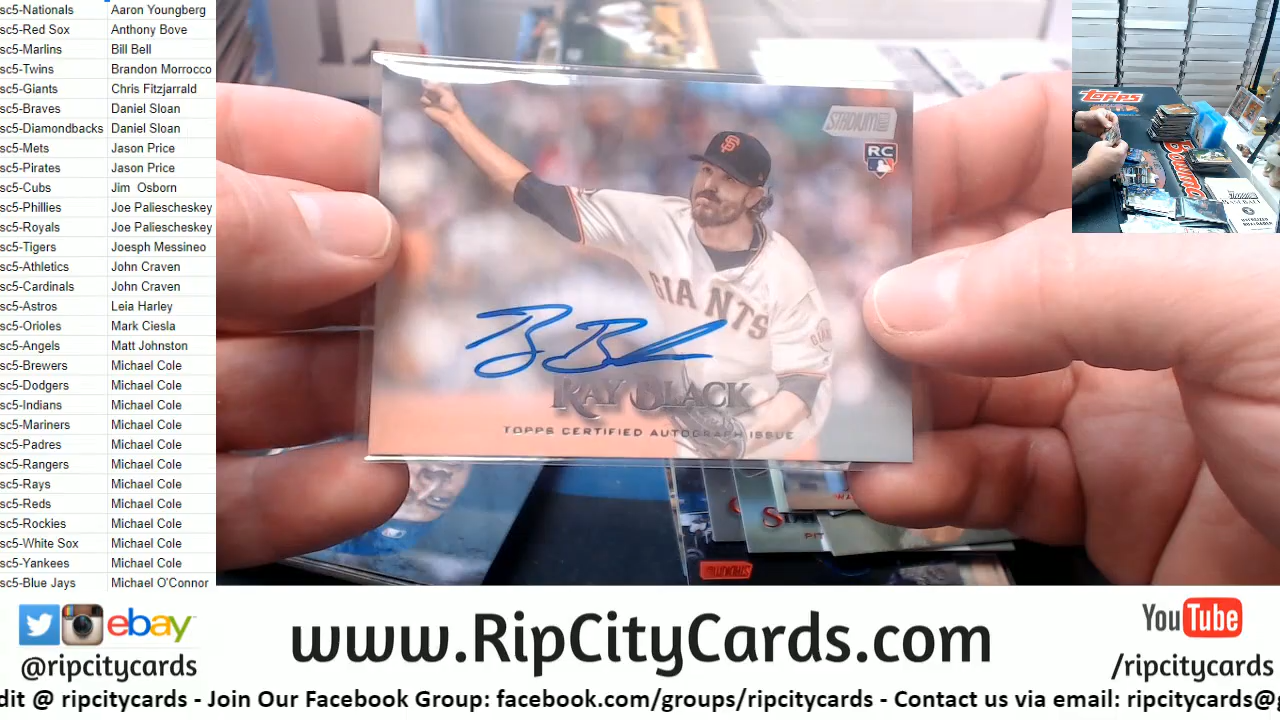 sc5-Nationals Aaron Youngberg
sc5-Red Sox Anthony Bove
sc5-Marlins Bill Bell
sc5-Twins Brandon Morrocco
sc5-Giants Chris Fitzjarrald
sc5-Braves Daniel Sloan
sc5-Diamondbacks Daniel Sloan
sc5-Mets Jason Price
sc5-Pirates Jason Price
sc5-Cubs Jim Osborn
sc5-Phillies Joe Paliescheskey
sc5-Royals Joe Paliescheskey
sc5-Tigers Joesph Messineo
sc5-Athletics John Craven
sc5-Cardinals John Craven
sc5-Astros Leia Harley
sc5-Orioles Mark Ciesla
sc5-Angels Matt Johnston
sc5-Brewers Michael Cole
sc5-Dodgers Michael Cole
sc5-Indians Michael Cole
sc5-Mariners Michael Cole
sc5-Padres Michael Cole
sc5-Rangers Michael Cole
sc5-Rays Michael Cole
sc5-Reds Michael Cole
sc5-Rockies Michael Cole
sc5-White Sox Michael Cole
sc5-Yankees Michael Cole
sc5-Blue Jays Michael O'Connor
STADIUM
RC
SF
GIANTS
RAY BLACK
TOPPS CERTIFIED AUTOGRAPH ISSUE
TOPPS
BOWMAN
ebay
@ripcitycards
www.RipCityCards.com
YouTube
/ripcitycards
dit @ ripcitycards - Join Our Facebook Group: facebook.com/groups/ripcitycards - Contact us via email: ripcitycards@g